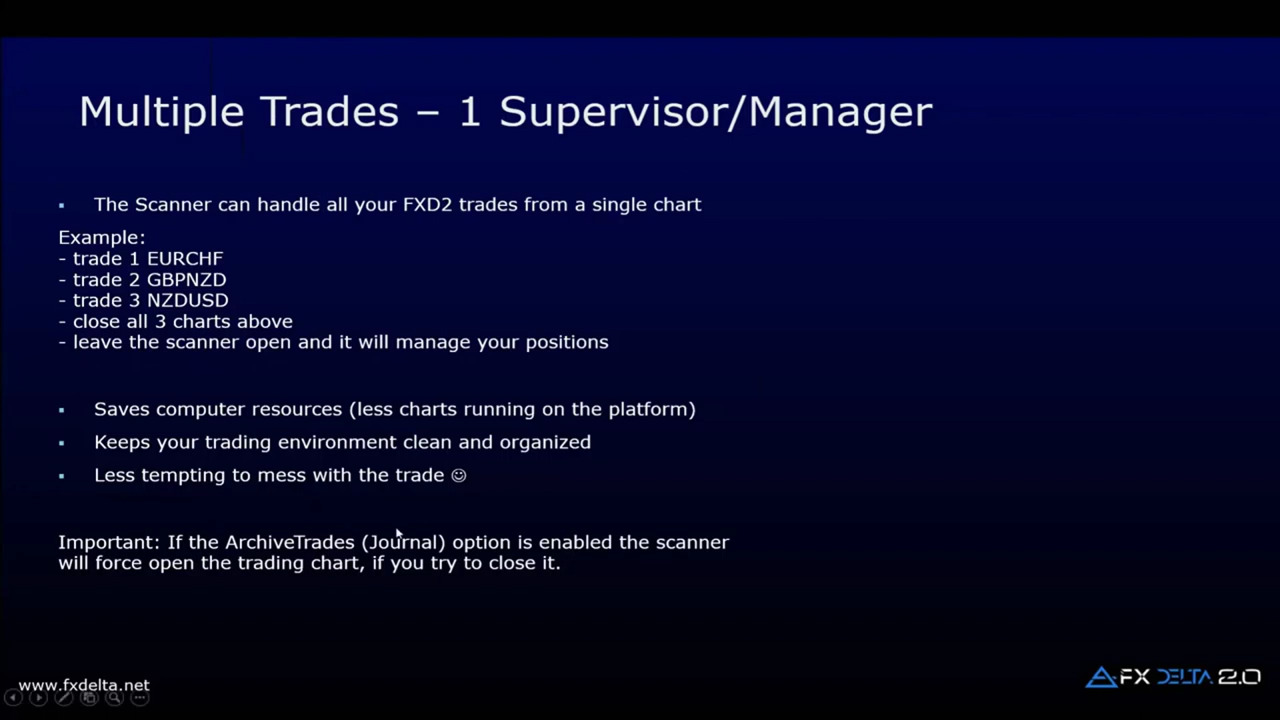 Multiple Trades – 1 Supervisor/Manager
▪ The Scanner can handle all your FXD2 trades from a single chart
Example:
- trade 1 EURCHF
- trade 2 GBPNZD
- trade 3 NZDUSD
- close all 3 charts above
- leave the scanner open and it will manage your positions
▪ Saves computer resources (less charts running on the platform)
▪ Keeps your trading environment clean and organized
▪ Less tempting to mess with the trade ☺
Important: If the ArchiveTrades (Journal) option is enabled the scanner
will force open the trading chart, if you try to close it.
www.fxdelta.net
FX DELTA 2.0